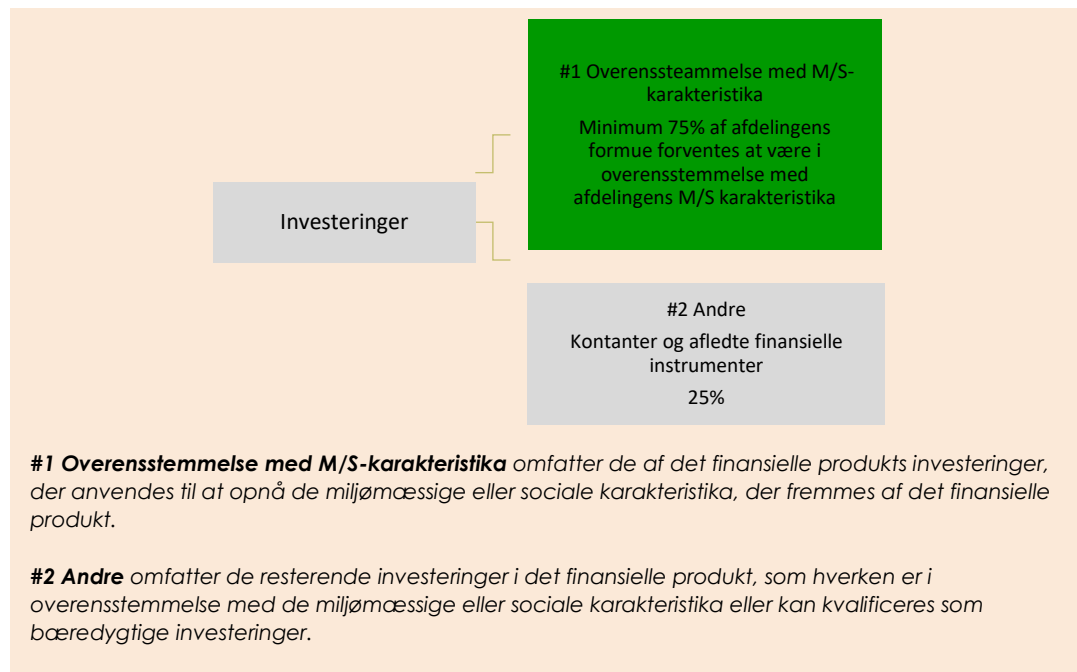 #1 Overenssteammelse med M/S-
karakteristika
Minimum 75% af afdelingens
formue forventes at være i
overensstemmelse med
afdelingens M/S karakteristika
Investeringer
#2 Andre
Kontanter og afledte finansielle
instrumenter
25%
#1 Overensstemmelse med M/S-karakteristika omfatter de af det finansielle produkts investeringer,
der anvendes til at opnå de miljømæssige eller sociale karakteristika, der fremmes af det finansielle
produkt.
#2 Andre omfatter de resterende investeringer i det finansielle produkt, som hverken er i
overensstemmelse med de miljømæssige eller sociale karakteristika eller kan kvalificeres som
bæredygtige investeringer.